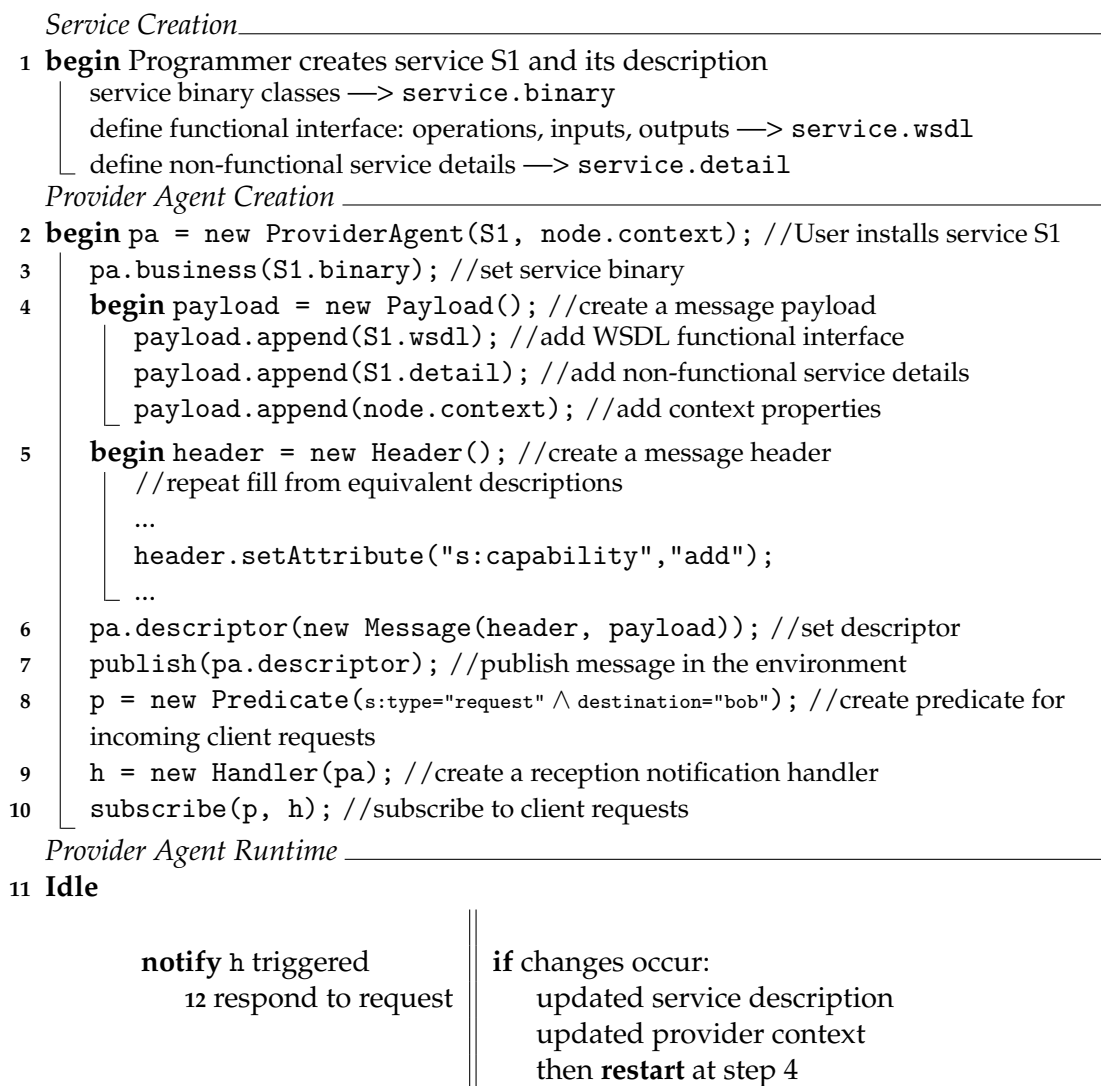 Service Creation
1 begin Programmer creates service S1 and its description
service binary classes —> service.binary
define functional interface: operations, inputs, outputs —> service.wsdl
define non-functional service details —> service.detail
Provider Agent Creation
2 begin pa = new ProviderAgent(S1, node.context); //User installs service S1
3 pa.business(S1.binary); //set service binary
4 begin payload = new Payload(); //create a message payload
payload.append(S1.wsdl); //add WSDL functional interface
payload.append(S1.detail); //add non-functional service details
payload.append(node.context); //add context properties
5 begin header = new Header(); //create a message header
//repeat fill from equivalent descriptions
...
header.setAttribute("s:capability","add");
...
6 pa.descriptor(new Message(header, payload)); //set descriptor
7 publish(pa.descriptor); //publish message in the environment
8 p = new Predicate(s:type="request" ∧ destination="bob"); //create predicate for
incoming client requests
9 h = new Handler(pa); //create a reception notification handler
10 subscribe(p, h); //subscribe to client requests
Provider Agent Runtime
11 Idle
notify h triggered
12 respond to request
if changes occur:
updated service description
updated provider context
then restart at step 4